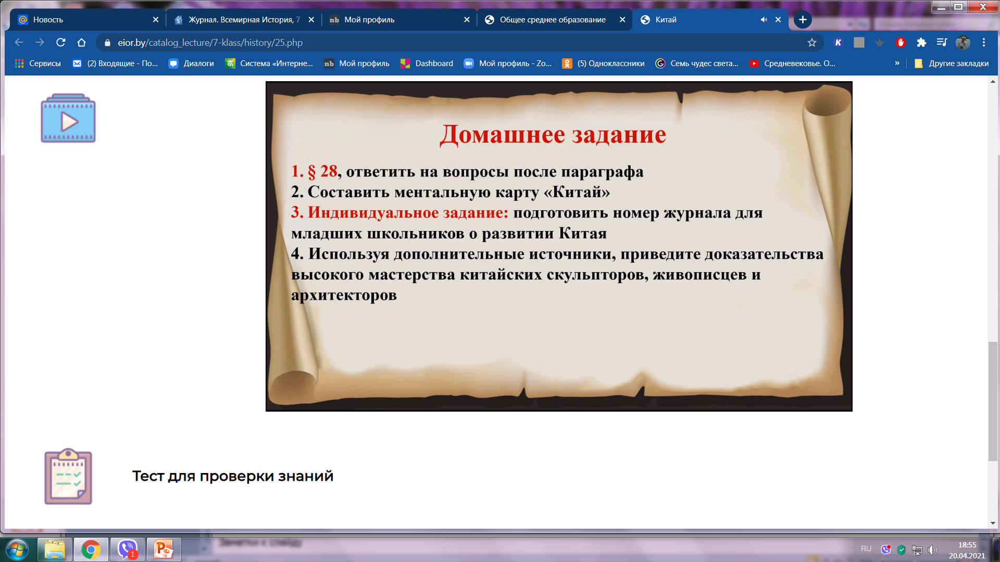 Новость
Журнал. Всемирная История, 7
Мой профиль
Общее среднее образование
Китай
eior.by/catalog_lecture/7-klass/history/25.php
Сервисы
(2) Входящие - По...
Диалоги
Система «Интерне...
nb
Мой профиль
Dashboard
Мой профиль - Zo...
(5) Одноклассники
Семь чудес света...
Средневековье. О...
»
Другие закладки
Домашнее задание
1. § 28, ответить на вопросы после параграфа
2. Составить ментальную карту «Китай»
3. Индивидуальное задание: подготовить номер журнала для
младших школьников о развитии Китая
4. Используя дополнительные источники, приведите доказательства
высокого мастерства китайских скульпторов, живописцев и
архитекторов
Тест для проверки знаний
Заметки к слайду
1
RU
18:55
20.04.2021